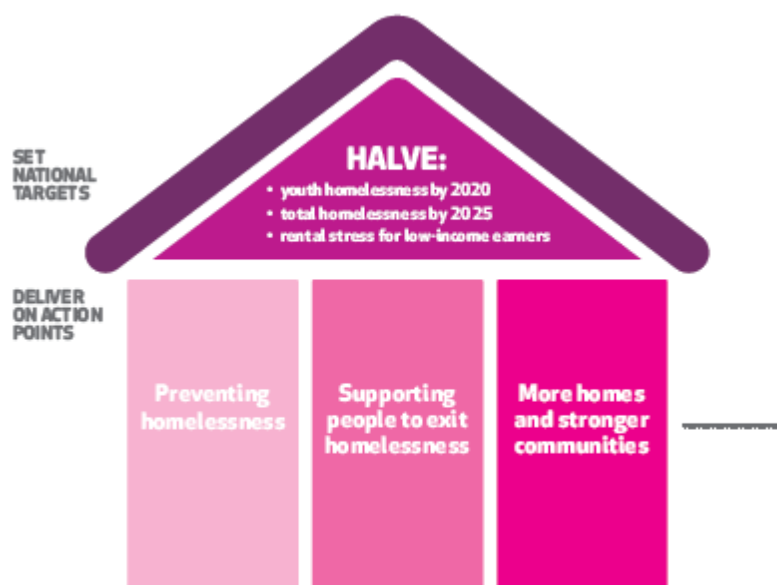 SET
NATIONAL
TARGETS
HALVE:
• youth homelessness by 2020
• total homelessness by 2025
• rental stress for low-income earners
DELIVER
ON ACTION
POINTS
Preventing
homelessness
Supporting
people to exit
homelessness
More homes
and stronger
communities